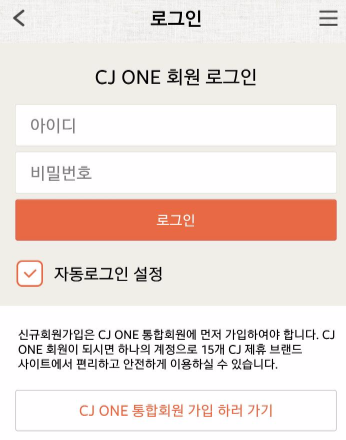 로그인
CJ ONE 회원 로그인
아이디
비밀번호
로그인
자동로그인 설정
신규회원가입은 CJ ONE 통합회원에 먼저 가입하여야 합니다. CJ
ONE 회원이 되시면 하나의 계정으로 15개 CJ 제휴 브랜드
사이트에서 편리하고 안전하게 이용하실 수 있습니다.
CJ ONE 통합회원 가입 하러 가기